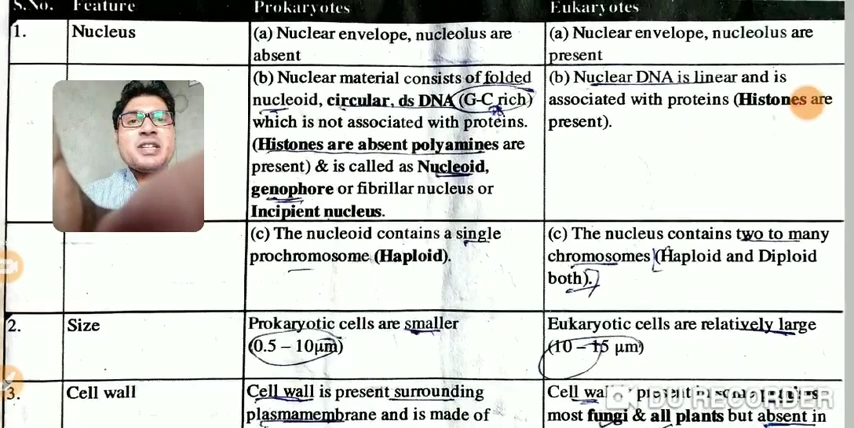 S.No. Feature Prokaryotes Eukaryotes
1. Nucleus
(a) Nuclear envelope, nucleolus are
absent
(a) Nuclear envelope, nucleolus are
present
(b) Nuclear material consists of folded
nucleoid, circular, ds DNA (G-C rich)
which is not associated with proteins.
(Histones are absent polyamines are
present) & is called as Nucleoid,
genophore or fibrillar nucleus or
Incipient nucleus.
(b) Nuclear DNA is linear and is
associated with proteins (Histones are
present).
(c) The nucleoid contains a single
prochromosome (Haploid).
(c) The nucleus contains two to many
chromosomes (Haploid and Diploid
both).
2. Size
Prokaryotic cells are smaller
(0.5 – 10µm)
Eukaryotic cells are relatively large
(10 – 15 µm)
3. Cell wall
Cell wall is present surrounding
plasmamembrane and is made of
Cell present
most fungi & all plants but absent in
DU RECORDER